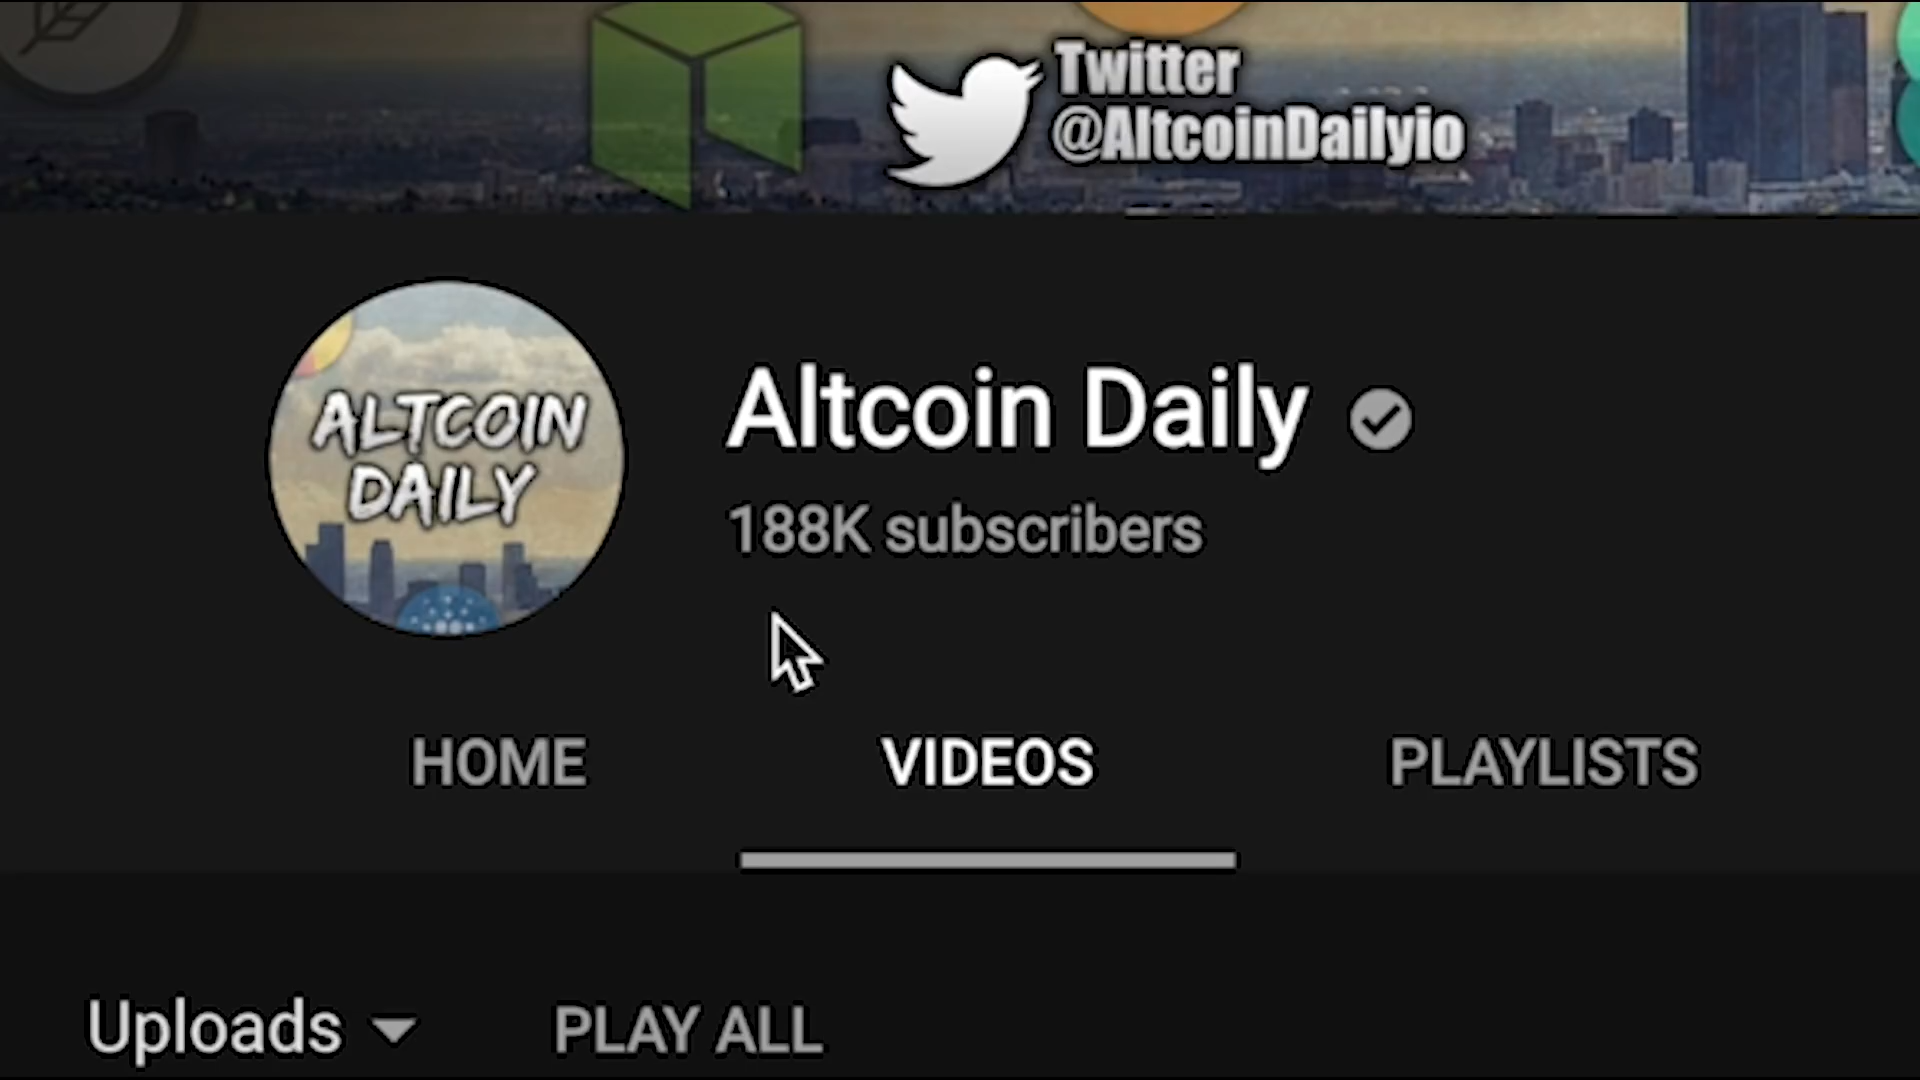 Twitter
@AltcoinDailyio
ALTCOIN
DAILY
Altcoin Daily
188K subscribers
HOME
VIDEOS
PLAYLISTS
Uploads
PLAY ALL